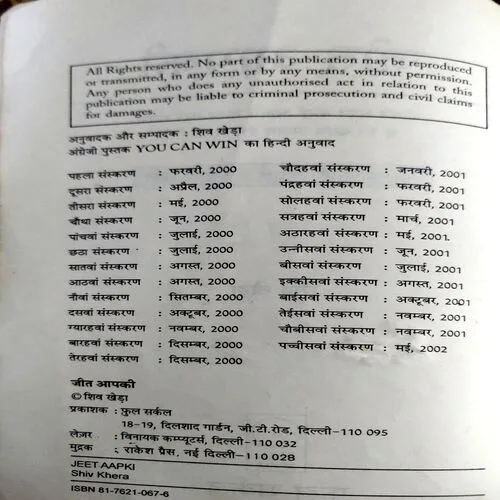 All Rights reserved. No part of this publication may be reproduced
or transmitted, in any form or by any means, without permission.
Any person who does any unauthorised act in relation to this
publication may be liable to criminal prosecution and civil claims
for damages.
अनुवादक और सम्पादक : शिव खेड़ा
अंग्रेजी पुस्तक YOU CAN WIN का हिन्दी अनुवाद
पहला संस्करण : फरवरी, 2000
दूसरा संस्करण : अप्रैल, 2000
तीसरा संस्करण : मई, 2000
चौथा संस्करण : जून, 2000
पांचवा संस्करण : जुलाई, 2000
छठा संस्करण : जुलाई, 2000
सातवां संस्करण : अगस्त, 2000
आठवां संस्करण : अगस्त, 2000
नौवां संस्करण : सितम्बर, 2000
दसवां संस्करण : अक्टूबर, 2000
ग्यारहवां संस्करण : नवम्बर, 2000
बारहवां संस्करण : दिसम्बर, 2000
तेरहवां संस्करण : दिसम्बर, 2000
चौदहवां संस्करण : जनवरी, 2001
पंद्रहवां संस्करण : फरवरी, 2001
सोलहवां संस्करण : फरवरी, 2001
सत्रहवां संस्करण : मार्च, 2001
अठारहवां संस्करण : मई, 2001
उन्नीसवां संस्करण : जून, 2001
बीसवां संस्करण : जुलाई, 2001
इक्कीसवां संस्करण : अगस्त, 2001
बाईसवां संस्करण : अक्टूबर, 2001
तेईसवां संस्करण : नवम्बर, 2001
चौबीसवां संस्करण : नवम्बर, 2001
पच्चीसवां संस्करण : मई, 2002
जीत आपकी
© शिव खेड़ा
प्रकाशक : फ़ुल सर्कल
18-19, दिलशाद गार्डन, जी.टी.रोड, दिल्ली-110 095
लेज़र : विनायक कम्प्यूटर्स, दिल्ली-110 032
मुद्रक : राकेश प्रैस, नई दिल्ली-110 028
JEET AAPKI
Shiv Khera
ISBN 81-7621-067-6